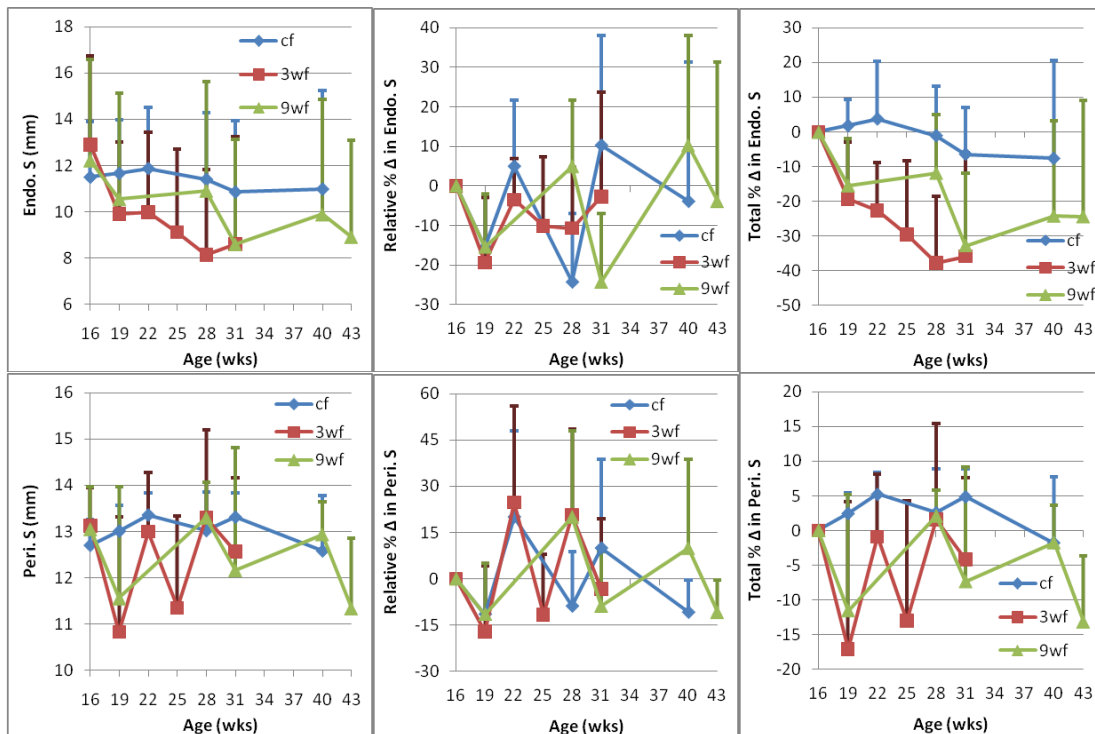 18
16
14
12
10
8
6
Endo. S (mm)
cf
3wf
9wf
16 19 22 25 28 31 34 37 40 43
Age (wks)
40
30
20
10
0
-10
-20
-30
Relative % Δ in Endo. S
cf
3wf
9wf
16 19 22 25 28 31 34 37 40 43
Age (wks)
30
20
10
0
-10
-20
-30
-40
-50
Total % Δ in Endo. S
cf
3wf
9wf
16 19 22 25 28 31 34 37 40 43
Age (wks)
16
15
14
13
12
11
10
Peri. S (mm)
cf
3wf
9wf
16 19 22 25 28 31 34 37 40 43
Age (wks)
60
45
30
15
0
-15
-30
Relative % Δ in Peri. S
cf
3wf
9wf
16 19 22 25 28 31 34 37 40 43
Age (wks)
20
15
10
5
0
-5
-10
-15
-20
Total % Δ in Peri. S
cf
3wf
9wf
16 19 22 25 28 31 34 37 40 43
Age (wks)